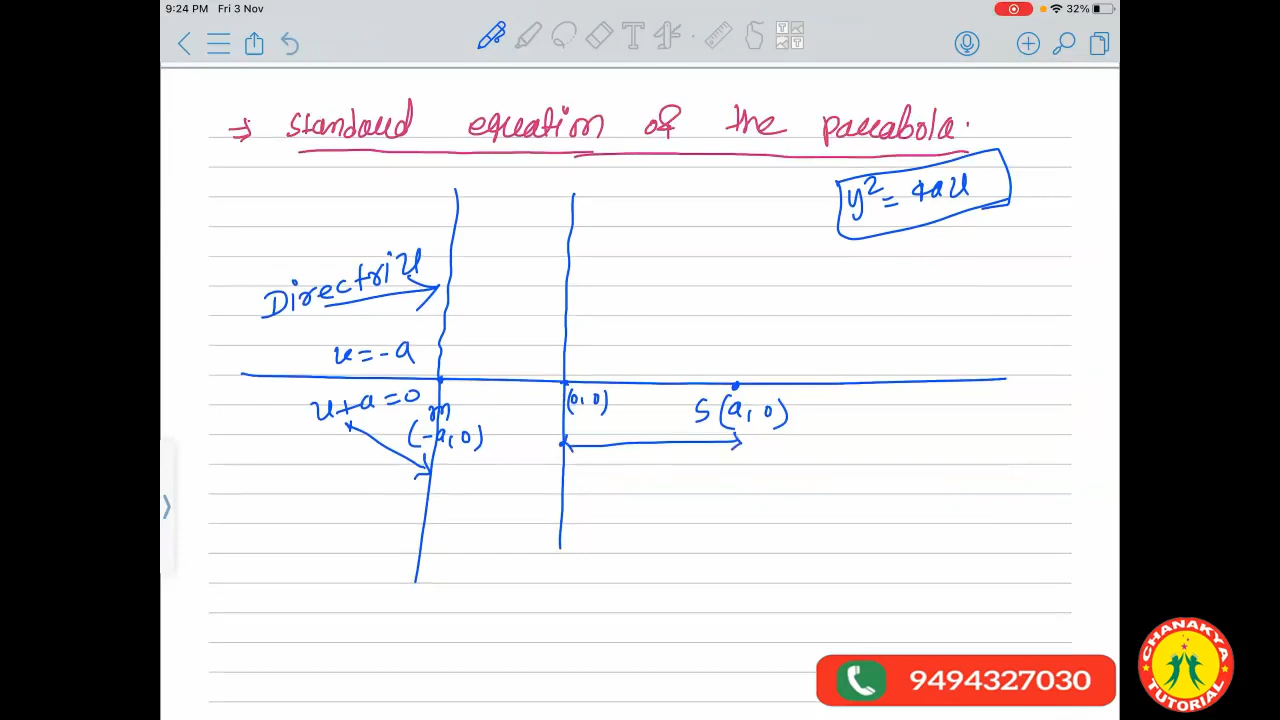 9:24 PM Fri 3 Nov
32%
⇒ standard equation of the parabola.
y² = 4ax
Directrix
x = -a
x+a = 0
m
(-a, 0)
(0, 0)
S (a, 0)
9494327030
CHANAKYA
TUTORIAL